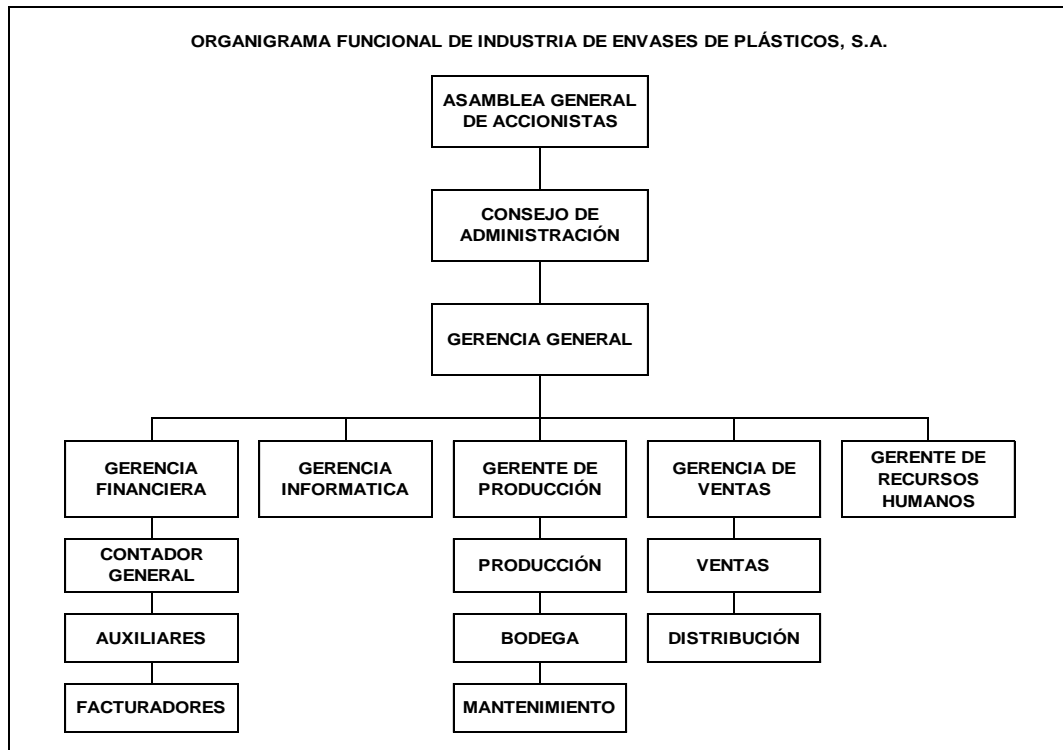 ORGANIGRAMA FUNCIONAL DE INDUSTRIA DE ENVASES DE PLÁSTICOS, S.A.
ASAMBLEA GENERAL
DE ACCIONISTAS
CONSEJO DE
ADMINISTRACIÓN
GERENCIA GENERAL
GERENCIA
FINANCIERA
GERENCIA
INFORMATICA
GERENTE DE
PRODUCCIÓN
GERENCIA DE
VENTAS
GERENTE DE
RECURSOS
HUMANOS
CONTADOR
GENERAL
PRODUCCIÓN
VENTAS
AUXILIARES
BODEGA
DISTRIBUCIÓN
FACTURADORES
MANTENIMIENTO